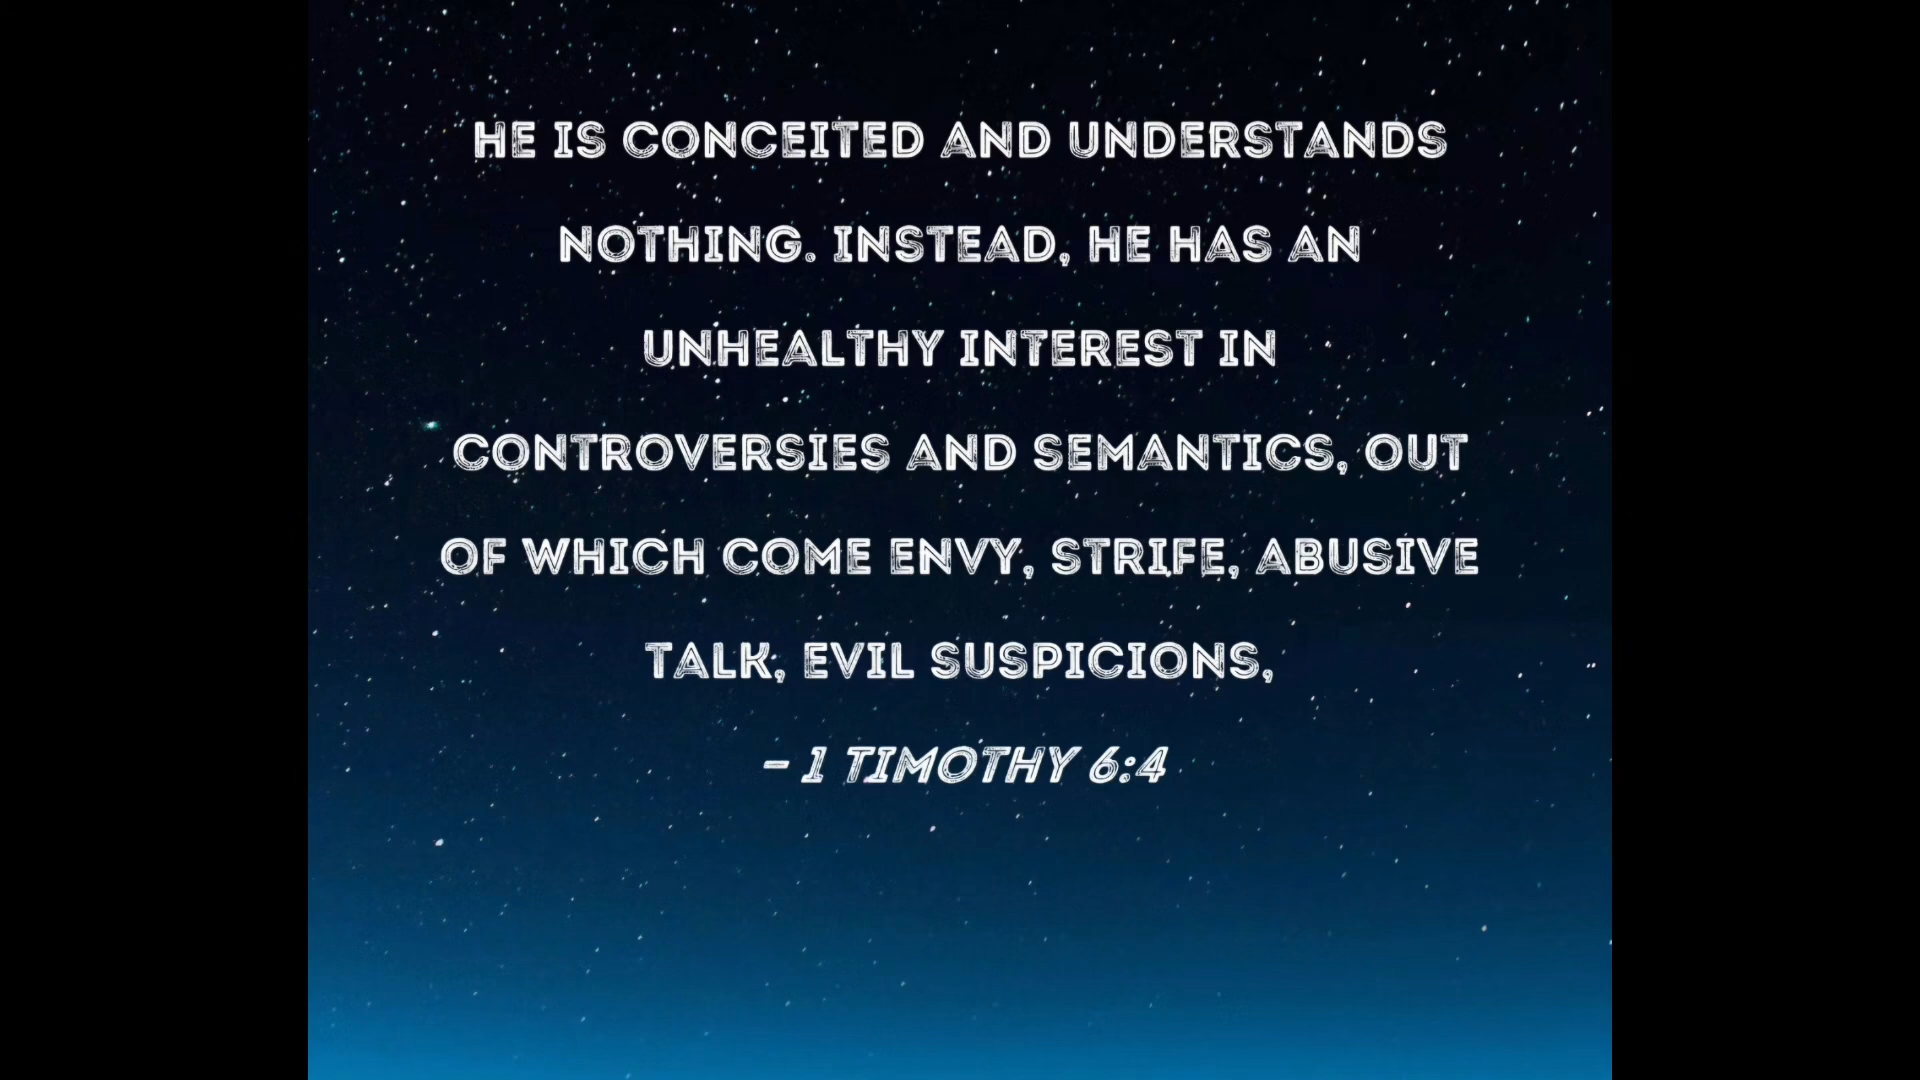 HE IS CONCEITED AND UNDERSTANDS
NOTHING. INSTEAD, HE HAS AN
UNHEALTHY INTEREST IN
CONTROVERSIES AND SEMANTICS, OUT
OF WHICH COME ENVY, STRIFE, ABUSIVE
TALK, EVIL SUSPICIONS,
– 1 TIMOTHY 6:4